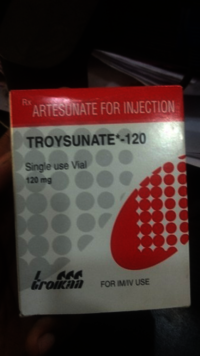 Rx ARTESUNATE FOR INJECTION
TROYSUNATE*-120
Single use Vial
120 mg
troikaa
FOR IM/IV USE